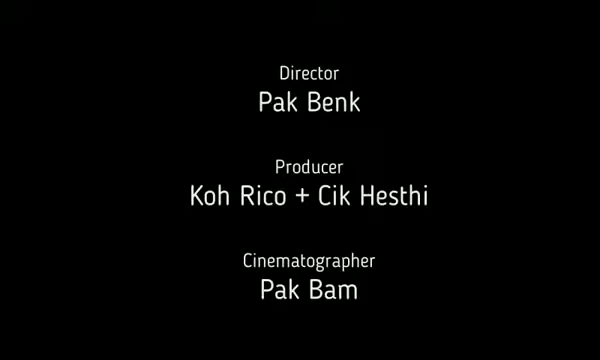 Director
Pak Benk
Producer
Koh Rico + Cik Hesthi
Cinematographer
Pak Bam